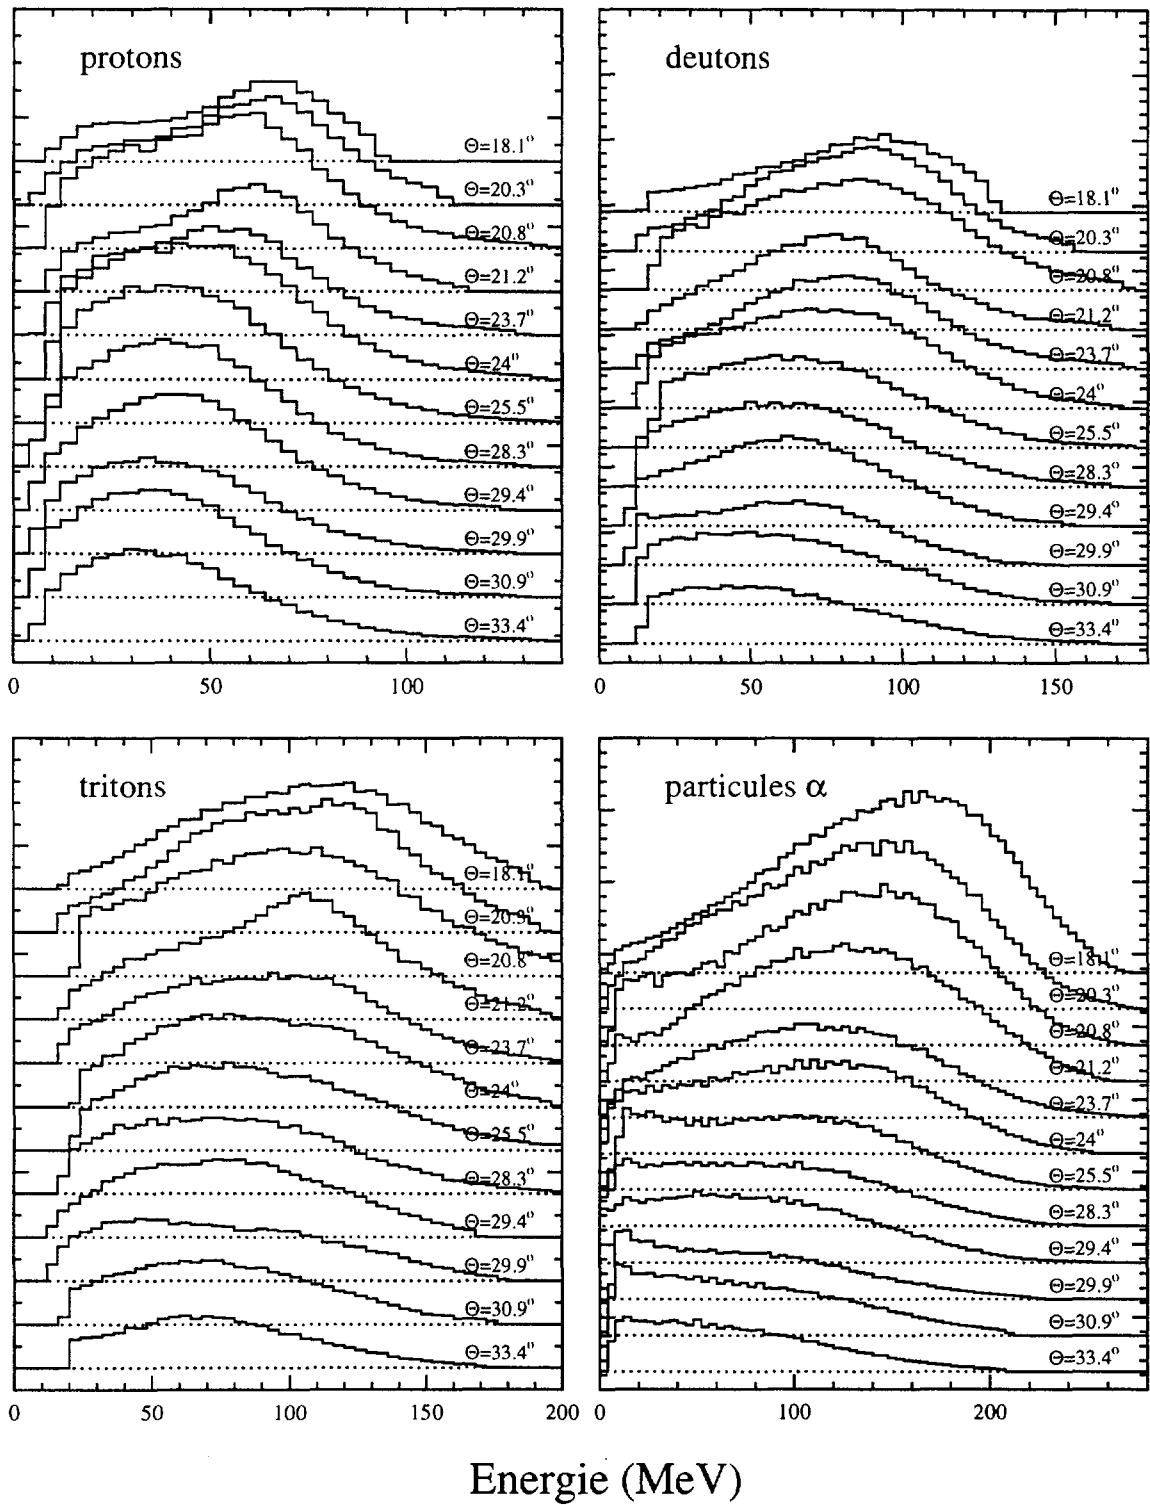 protons
Θ=18.1°
Θ=20.3°
Θ=20.8°
Θ=21.2°
Θ=23.7°
Θ=24°
Θ=25.5°
Θ=28.3°
Θ=29.4°
Θ=29.9°
Θ=30.9°
Θ=33.4°
0 50 100
deutons
Θ=18.1°
Θ=20.3°
Θ=20.8°
Θ=21.2°
Θ=23.7°
Θ=24°
Θ=25.5°
Θ=28.3°
Θ=29.4°
Θ=29.9°
Θ=30.9°
Θ=33.4°
0 50 100 150
tritons
Θ=18.1°
Θ=20.3°
Θ=20.8°
Θ=21.2°
Θ=23.7°
Θ=24°
Θ=25.5°
Θ=28.3°
Θ=29.4°
Θ=29.9°
Θ=30.9°
Θ=33.4°
0 50 100 150 200
particules α
Θ=18.1°
Θ=20.3°
Θ=20.8°
Θ=21.2°
Θ=23.7°
Θ=24°
Θ=25.5°
Θ=28.3°
Θ=29.4°
Θ=29.9°
Θ=30.9°
Θ=33.4°
0 100 200
Energie (MeV)